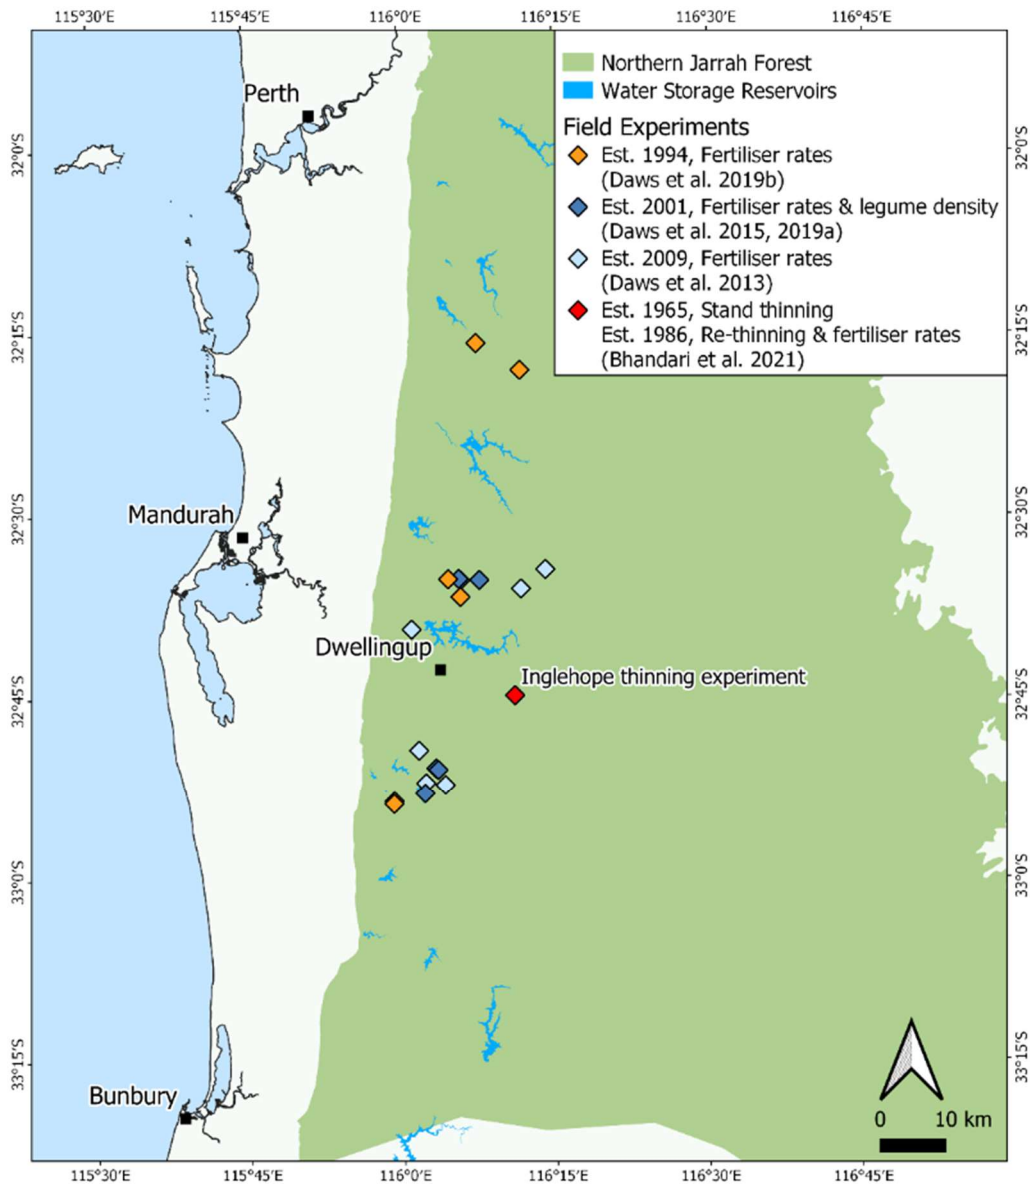 115°30'E 115°45'E 116°0'E 116°15'E 116°30'E 116°45'E
Perth
Northern Jarrah Forest
Water Storage Reservoirs
Field Experiments
Est. 1994, Fertiliser rates
(Daws et al. 2019b)
Est. 2001, Fertiliser rates & legume density
(Daws et al. 2015, 2019a)
Est. 2009, Fertiliser rates
(Daws et al. 2013)
Est. 1965, Stand thinning
Est. 1986, Re-thinning & fertiliser rates
(Bhandari et al. 2021)
32°0'S 32°0'S
32°15'S 32°15'S
Mandurah
32°30'S 32°30'S
Dwellingup
Inglehope thinning experiment
32°45'S 32°45'S
33°0'S 33°0'S
33°15'S 33°15'S
Bunbury
0 10 km
115°30'E 115°45'E 116°0'E 116°15'E 116°30'E 116°45'E